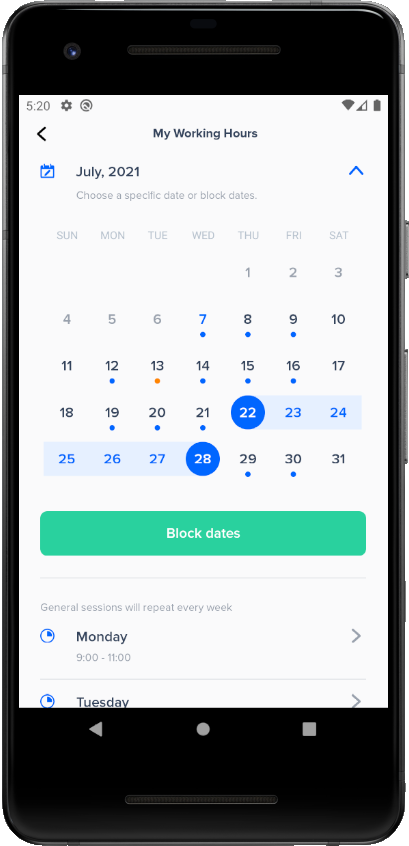 5:20
My Working Hours
July, 2021
Choose a specific date or block dates.
SUN MON TUE WED THU FRI SAT
1 2 3
4 5 6 7 8 9 10
11 12 13 14 15 16 17
18 19 20 21 22 23 24
25 26 27 28 29 30 31
Block dates
General sessions will repeat every week
Monday
9:00 - 11:00
Tuesday